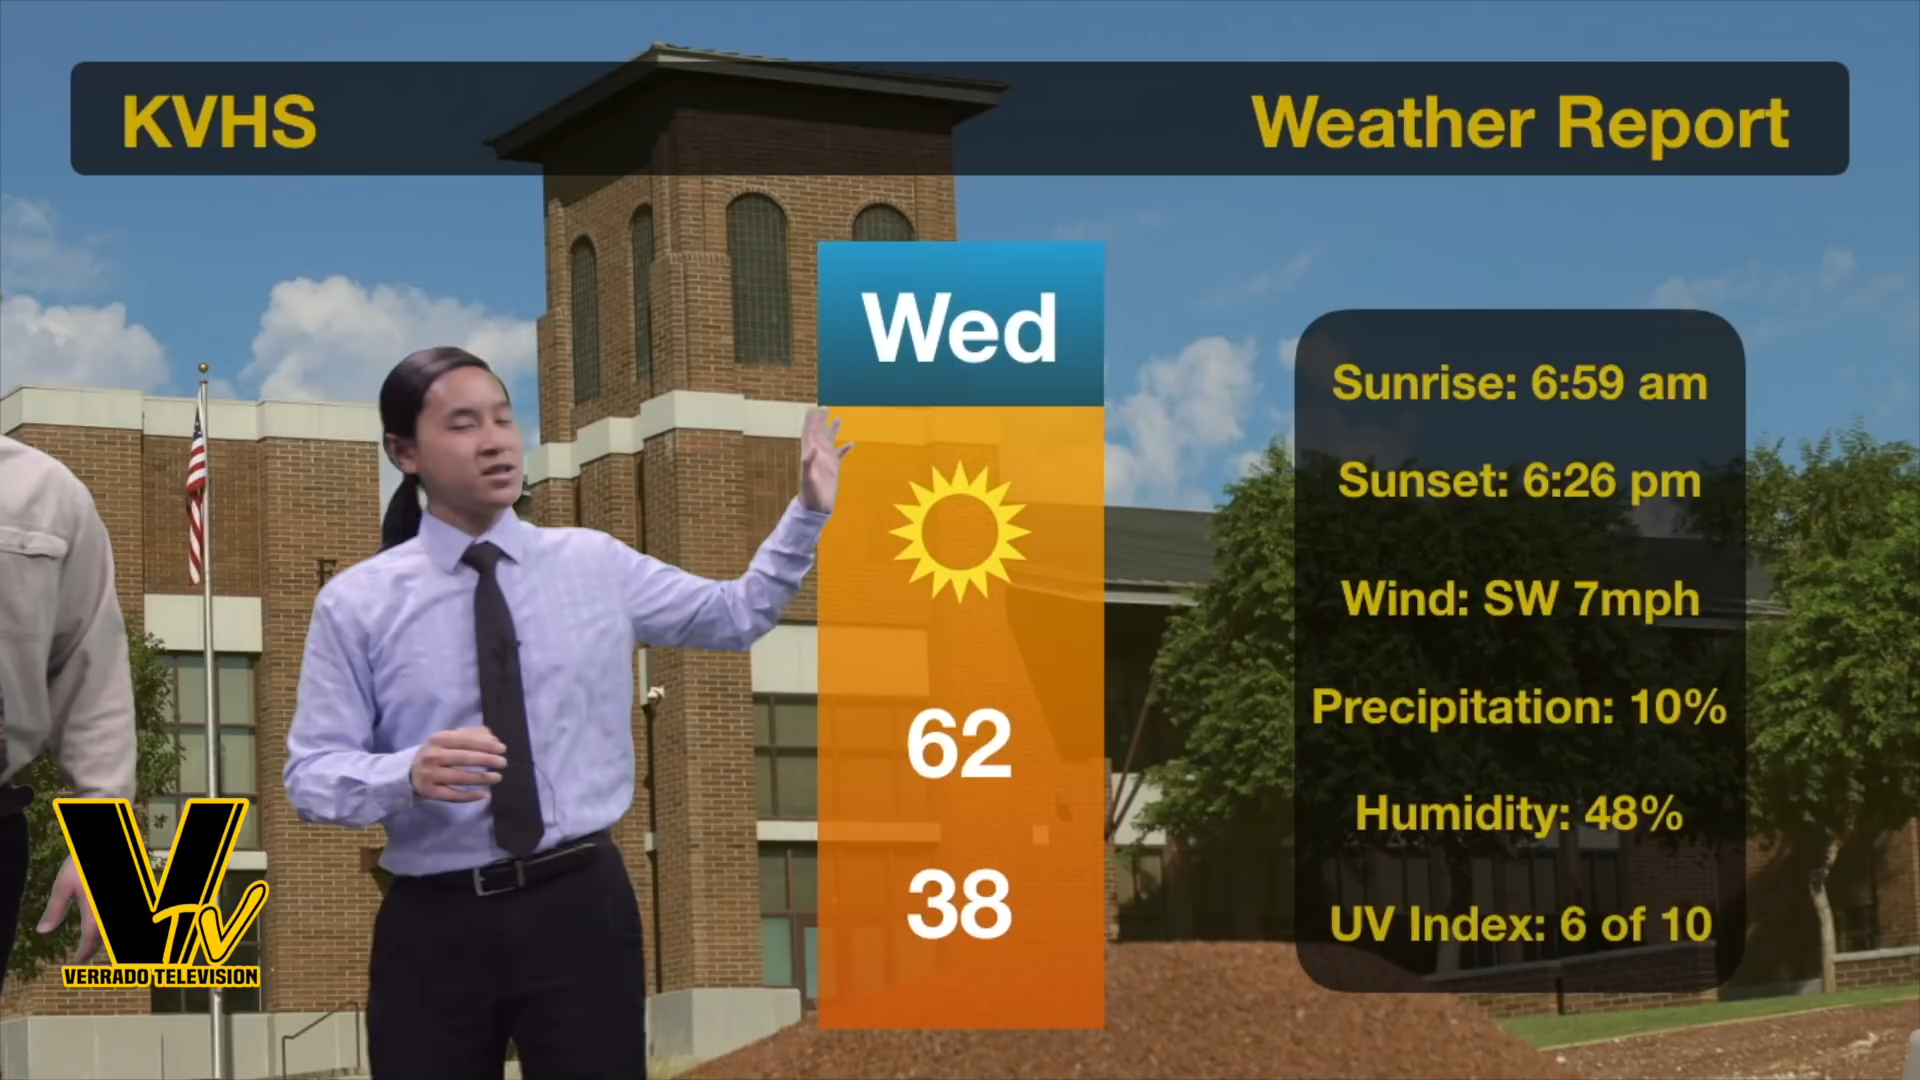 KVHS
Weather Report
Wed
62
38
Sunrise: 6:59 am
Sunset: 6:26 pm
Wind: SW 7mph
Precipitation: 10%
Humidity: 48%
UV Index: 6 of 10
VTV
VERRADO TELEVISION